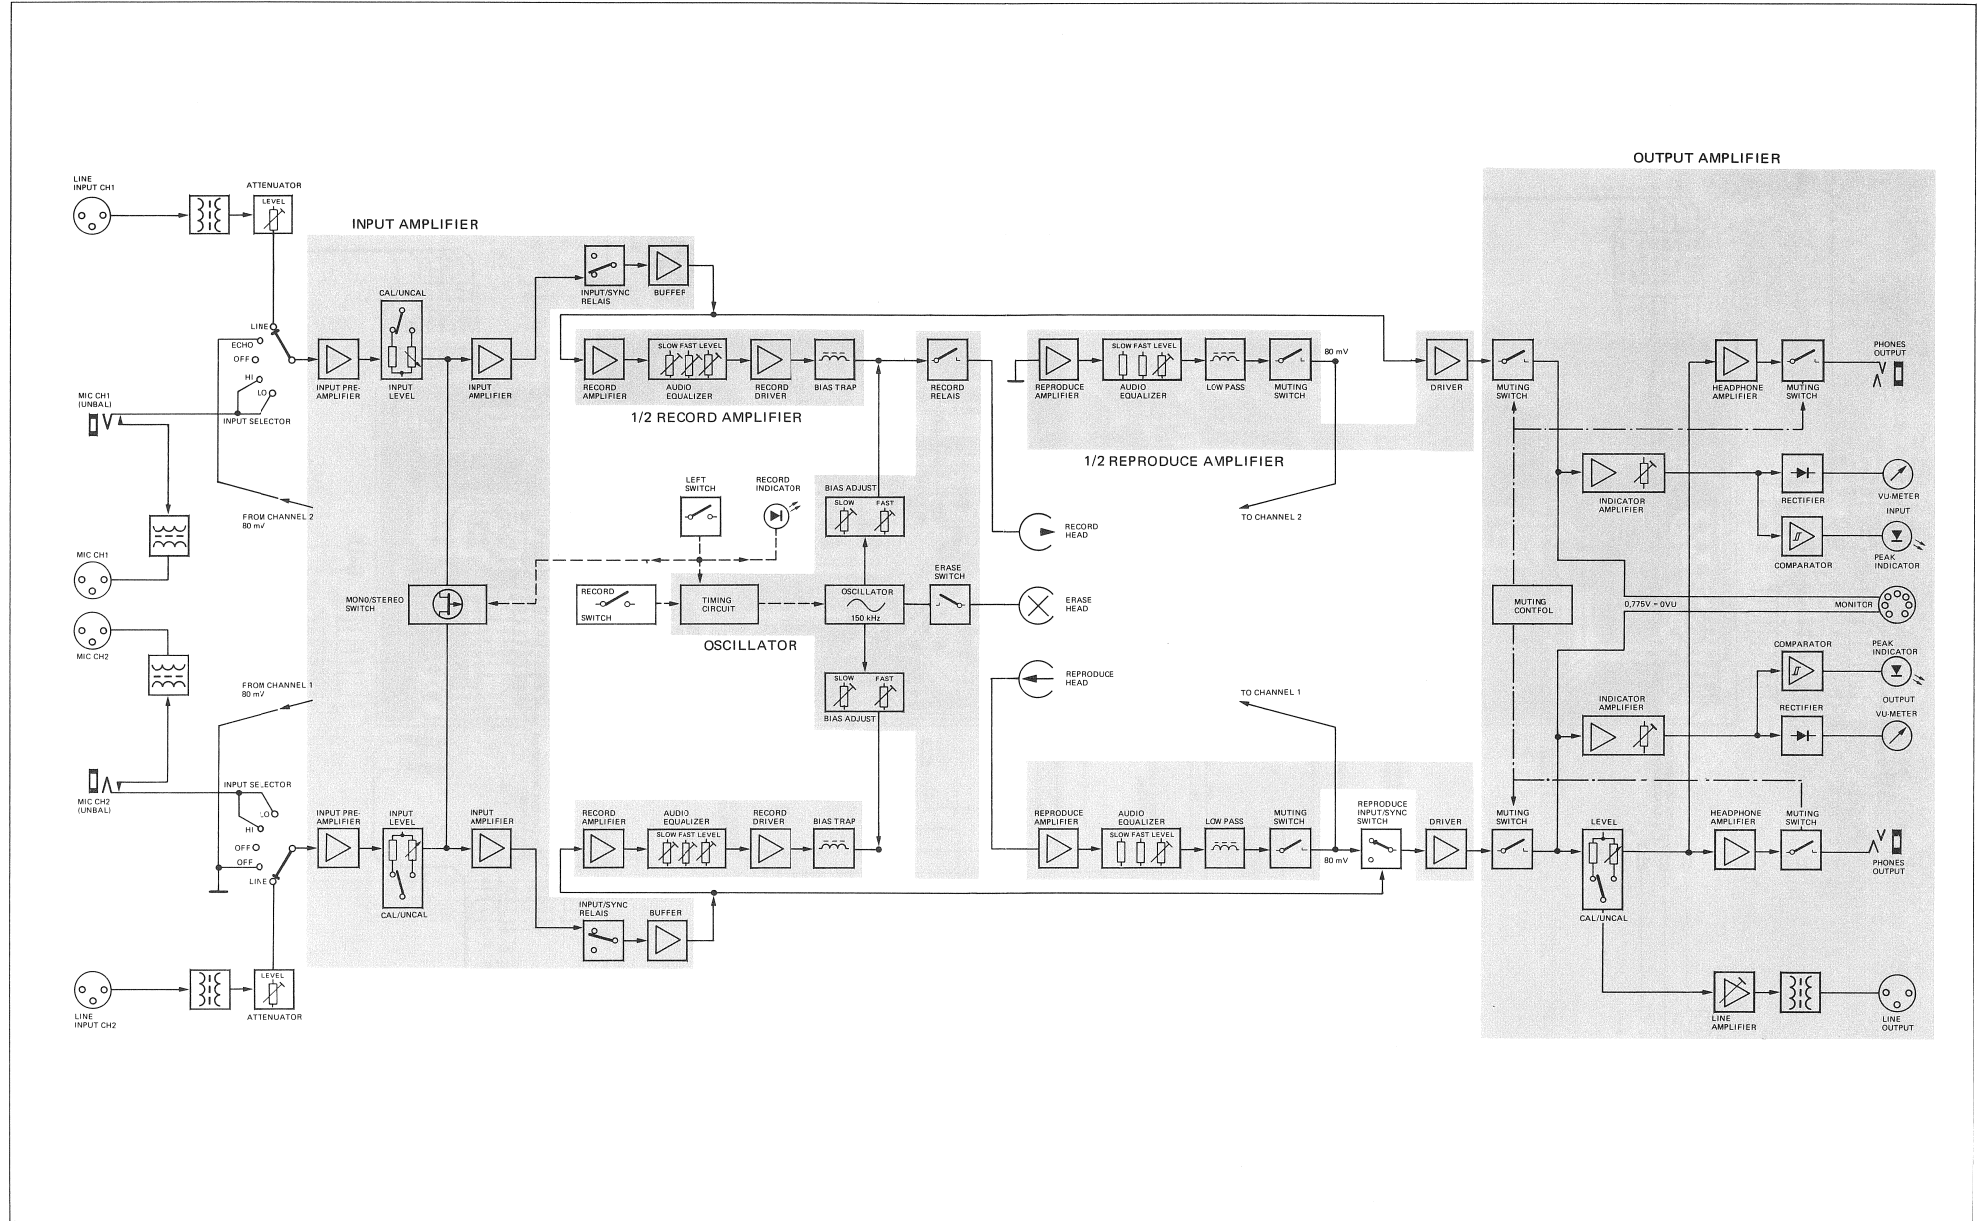 OUTPUT AMPLIFIER
LINE
INPUT CH1
ATTENUATOR
LEVEL
INPUT AMPLIFIER
CAL/UNCAL
INPUT/SYNC
RELAIS
BUFFER
LINE
ECHO
OFF
HI
LO
INPUT SELECTOR
INPUT PRE-
AMPLIFIER
INPUT
LEVEL
INPUT
AMPLIFIER
MIC CH1
(UNBAL)
SLOW FAST LEVEL
RECORD
AMPLIFIER
AUDIO
EQUALIZER
RECORD
DRIVER
BIAS TRAP
RECORD
RELAIS
1/2 RECORD AMPLIFIER
SLOW FAST LEVEL
REPRODUCE
AMPLIFIER
AUDIO
EQUALIZER
LOW PASS
MUTING
SWITCH
80 mV
DRIVER
MUTING
SWITCH
HEADPHONE
AMPLIFIER
MUTING
SWITCH
PHONES
OUTPUT
1/2 REPRODUCE AMPLIFIER
LEFT
SWITCH
RECORD
INDICATOR
BIAS ADJUST
SLOW
FAST
FROM CHANNEL 2
80 mV
TO CHANNEL 2
INDICATOR
AMPLIFIER
RECTIFIER
VU-METER
INPUT
COMPARATOR
PEAK
INDICATOR
RECORD
HEAD
MIC CH1
MIC CH2
MONO/STEREO
SWITCH
RECORD
SWITCH
TIMING
CIRCUIT
OSCILLATOR
150 kHz
ERASE
SWITCH
ERASE
HEAD
OSCILLATOR
MUTING
CONTFOL
0,775V = 0VU
MONITOR
COMPARATOR
PEAK
INDICATOR
OUTPUT
VU-METER
FROM CHANNEL 1
80 mV
SLOW
FAST
BIAS ADJUST
REPRODUCE
HEAD
TO CHANNEL 1
INDICATOR
AMPLIFIER
RECTIFIER
MIC CH2
(UNBAL)
INPUT SELECTOR
LO
HI
OFF
OFF
LINE
INPUT PRE-
AMPLIFIER
INPUT
LEVEL
INPUT
AMPLIFIER
CAL/UNCAL
RECORD
AMPLIFIER
AUDIO
EQUALIZER
SLOW FAST LEVEL
RECORD
DRIVER
BIAS TRAP
REPRODUCE
AMPLIFIER
AUDIO
EQUALIZER
SLOW FAST LEVEL
LOW PASS
MUTING
SWITCH
80 mV
REPRODUCE
INPUT/SYNC
SWITCH
DRIVER
MUTING
SWITCH
LEVEL
CAL/UNCAL
HEADPHONE
AMPLIFIER
MUTING
SWITCH
PHONES
OUTPUT
INPUT/SYNC
RELAIS
BUFFER
LEVEL
ATTENUATOR
LINE
INPUT CH2
LINE
AMPLIFIER
LINE
OUTPUT